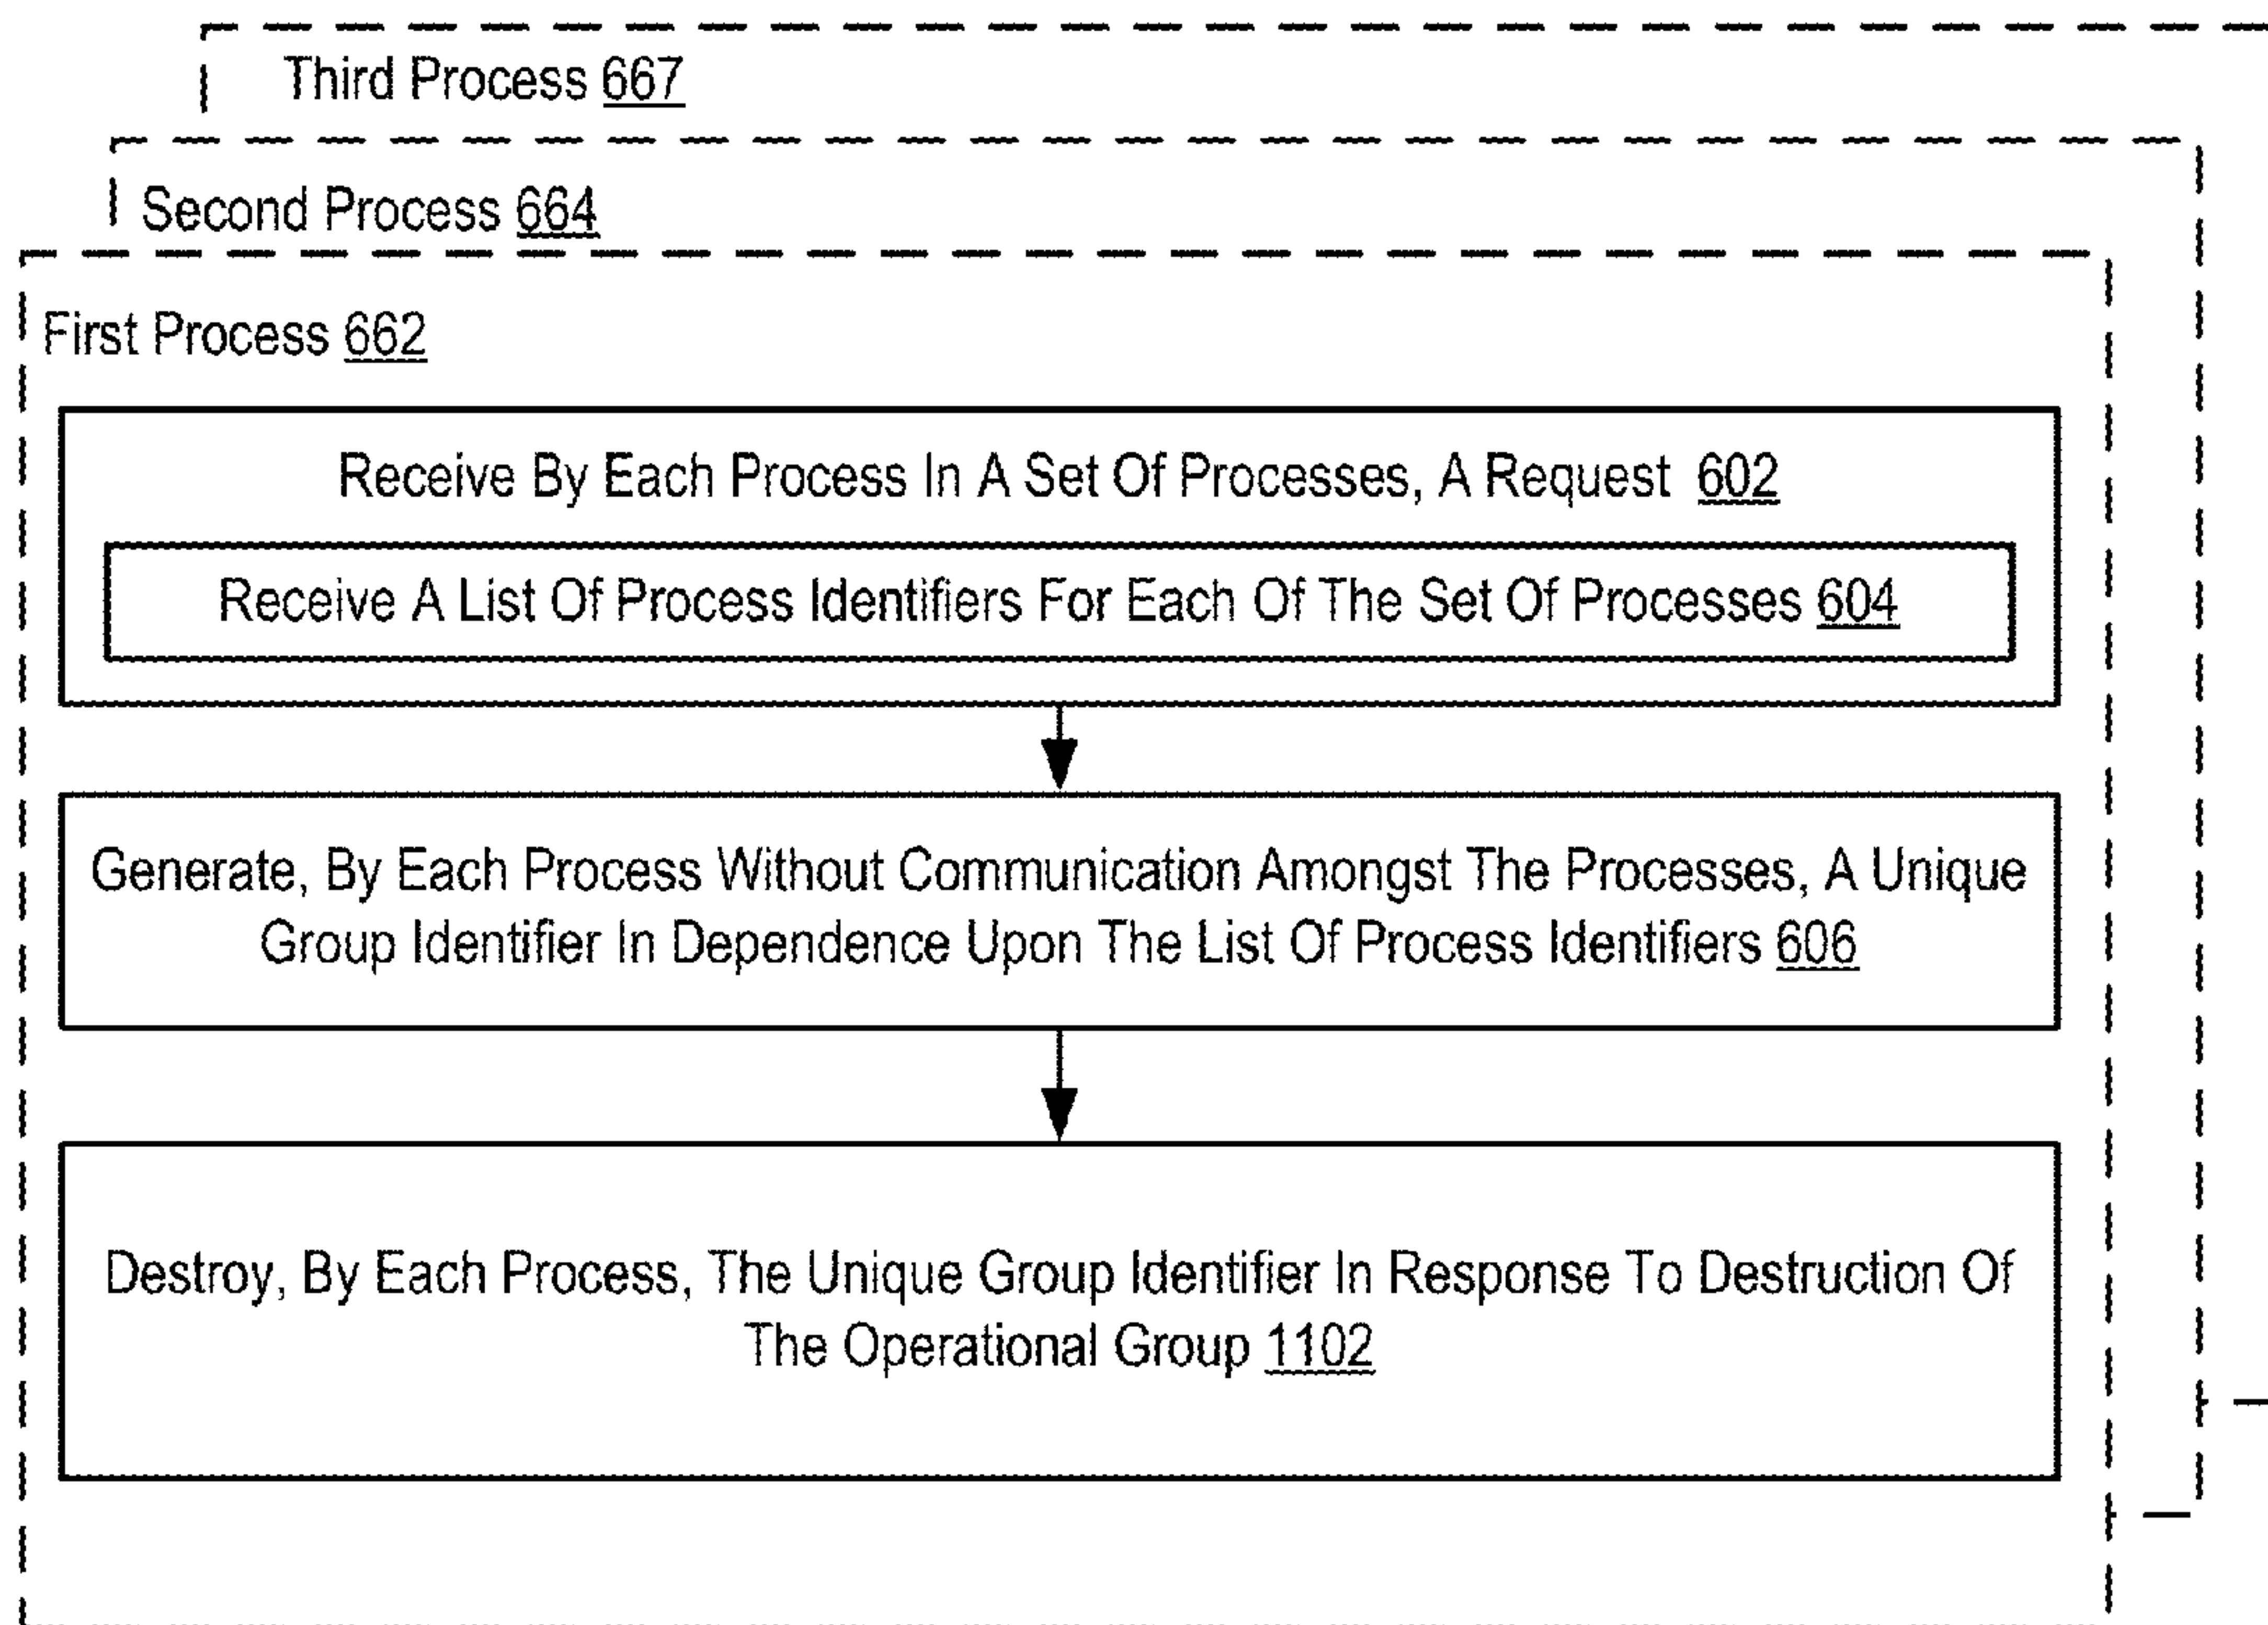 Third Process 667
Second Process 664
First Process 662
Receive By Each Process In A Set Of Processes, A Request 602
Receive A List Of Process Identifiers For Each Of The Set Of Processes 604
Generate, By Each Process Without Communication Amongst The Processes, A Unique
Group Identifier In Dependence Upon The List Of Process Identifiers 606
Destroy, By Each Process, The Unique Group Identifier In Response To Destruction Of
The Operational Group 1102